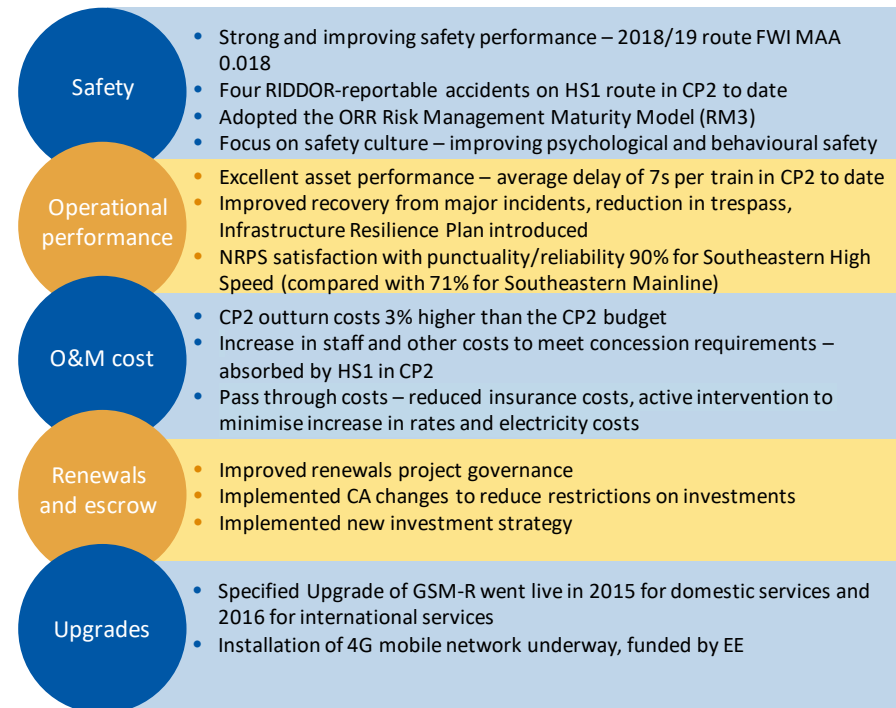 Safety
• Strong and improving safety performance – 2018/19 route FWI MAA
0.018
• Four RIDDOR-reportable accidents on HS1 route in CP2 to date
• Adopted the ORR Risk Management Maturity Model (RM3)
• Focus on safety culture – improving psychological and behavioural safety
Operational
performance
• Excellent asset performance – average delay of 7s per train in CP2 to date
• Improved recovery from major incidents, reduction in trespass,
Infrastructure Resilience Plan introduced
• NRPS satisfaction with punctuality/reliability 90% for Southeastern High
Speed (compared with 71% for Southeastern Mainline)
O&M cost
• CP2 outturn costs 3% higher than the CP2 budget
• Increase in staff and other costs to meet concession requirements –
absorbed by HS1 in CP2
• Pass through costs – reduced insurance costs, active intervention to
minimise increase in rates and electricity costs
Renewals
and escrow
• Improved renewals project governance
• Implemented CA changes to reduce restrictions on investments
• Implemented new investment strategy
Upgrades
• Specified Upgrade of GSM-R went live in 2015 for domestic services and
2016 for international services
• Installation of 4G mobile network underway, funded by EE